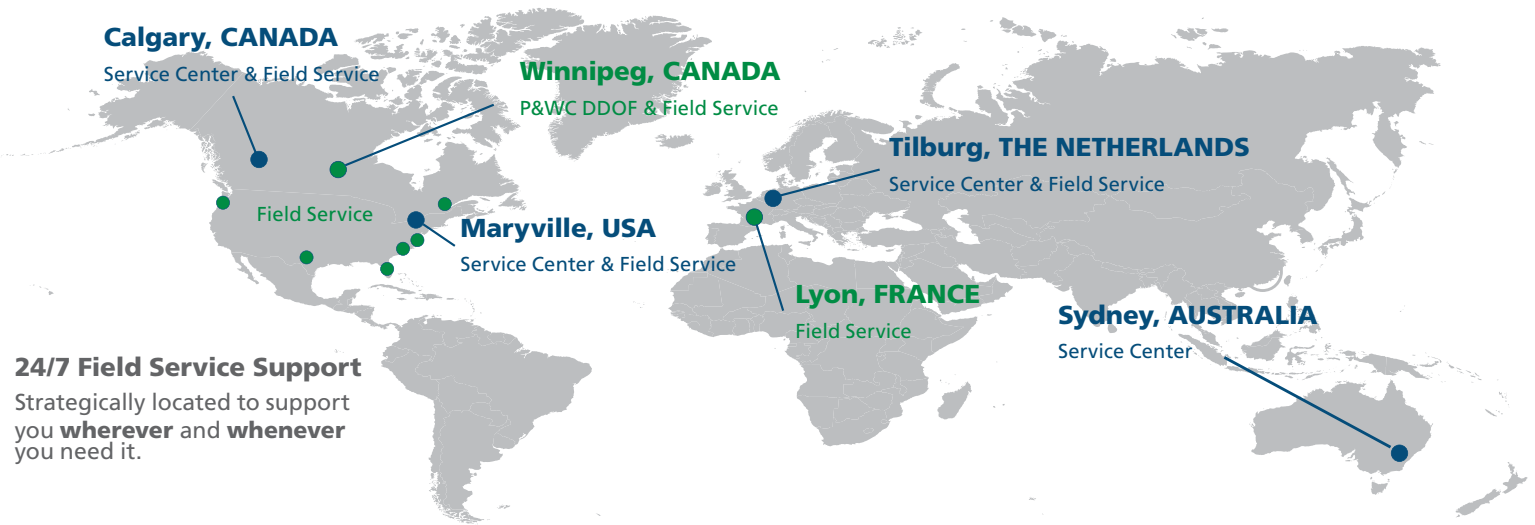 Calgary, CANADA
Service Center & Field Service
Winnipeg, CANADA
P&WC DDOF & Field Service
Tilburg, THE NETHERLANDS
Service Center & Field Service
Field Service
Maryville, USA
Service Center & Field Service
Lyon, FRANCE
Field Service
Sydney, AUSTRALIA
Service Center
24/7 Field Service Support
Strategically located to support
you wherever and whenever
you need it.